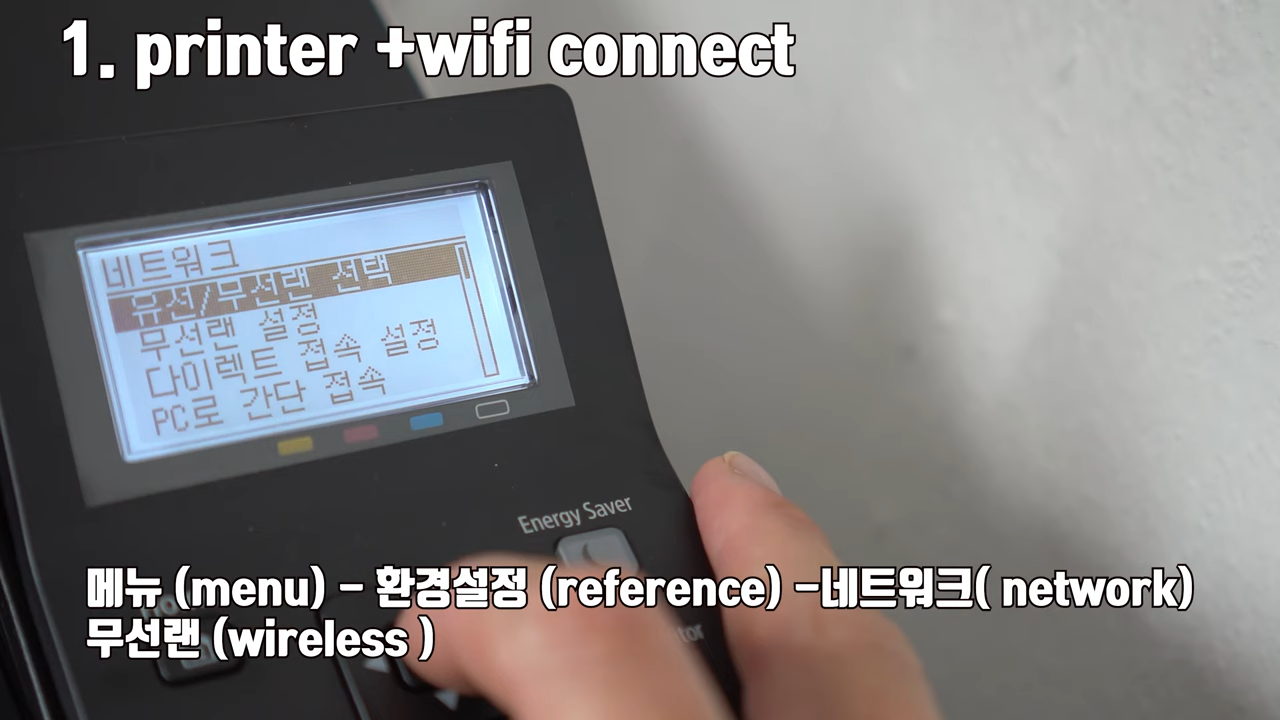 1. printer +wifi connect
네트워크
유선/무선랜 선택
무선랜 설정
다이렉트 접속 설정
PC로 간단 접속
Energy Saver
메뉴 (menu) - 환경설정 (reference) -네트워크( network)
무선랜 (wireless )